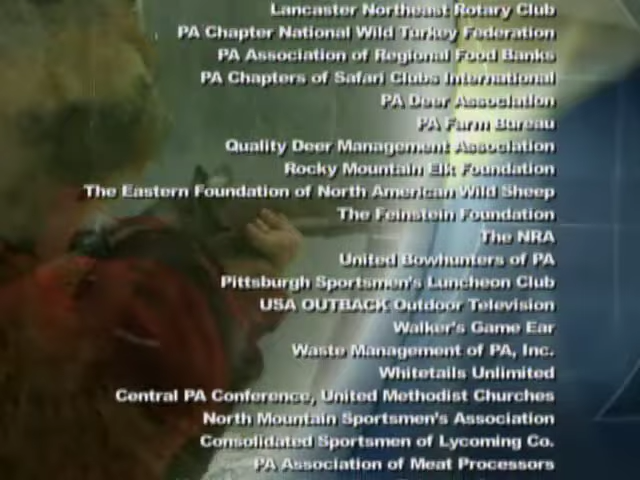 Lancaster Northeast Rotary Club
PA Chapter National Wild Turkey Federation
PA Association of Regional Food Banks
PA Chapters of Safari Clubs International
PA Deer Association
PA Farm Bureau
Quality Deer Management Association
Rocky Mountain Elk Foundation
The Eastern Foundation of North American Wild Sheep
The Feinstein Foundation
The NRA
United Bowhunters of PA
Pittsburgh Sportsmen's Luncheon Club
USA OUTBACK Outdoor Television
Walker's Game Ear
Waste Management of PA, Inc.
Whitetails Unlimited
Central PA Conference, United Methodist Churches
North Mountain Sportsmen's Association
Consolidated Sportsmen of Lycoming Co.
PA Association of Meat Processors